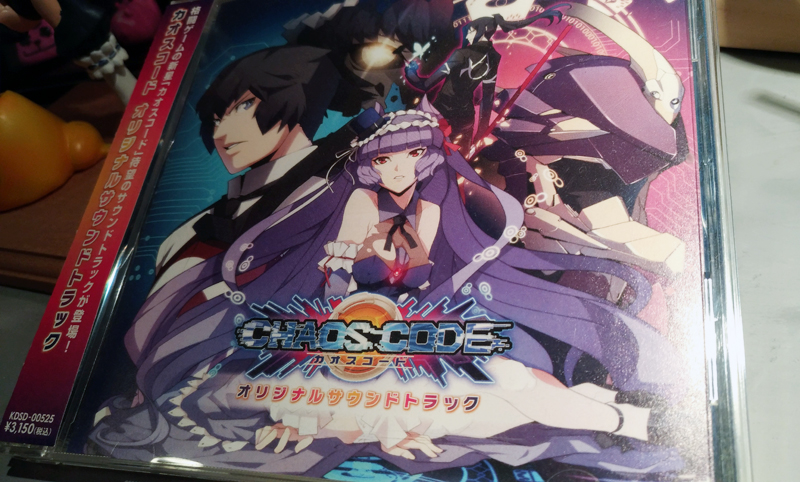 格闘ゲームの新星「カオスコード」待望のサウンドトラックが登場!
カオスコード オリジナルサウンドトラック
KDSD-00525
¥3,150(税込)
CHAOS CODE
カオスコード
オリジナルサウンドトラック